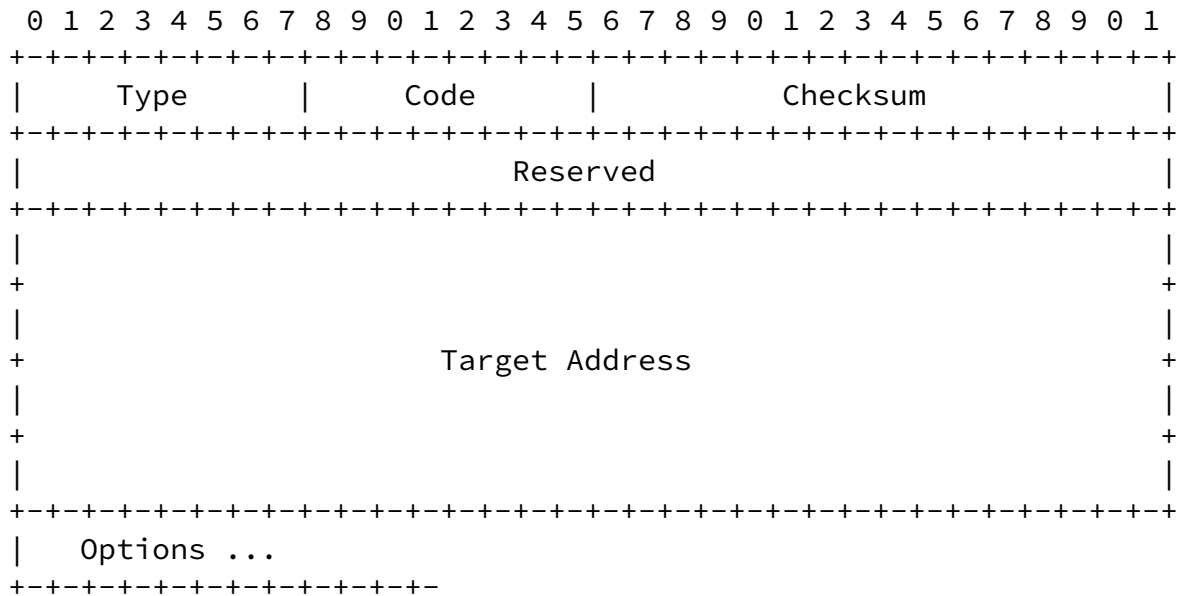 0 1 2 3 4 5 6 7 8 9 0 1 2 3 4 5 6 7 8 9 0 1 2 3 4 5 6 7 8 9 0 1
+-+-+-+-+-+-+-+-+-+-+-+-+-+-+-+-+-+-+-+-+-+-+-+-+-+-+-+-+-+-+-+-+
| Type | Code | Checksum |
+-+-+-+-+-+-+-+-+-+-+-+-+-+-+-+-+-+-+-+-+-+-+-+-+-+-+-+-+-+-+-+-+
| Reserved |
+-+-+-+-+-+-+-+-+-+-+-+-+-+-+-+-+-+-+-+-+-+-+-+-+-+-+-+-+-+-+-+-+
| |
+ +
| |
+ Target Address +
| |
+ +
| |
+-+-+-+-+-+-+-+-+-+-+-+-+-+-+-+-+-+-+-+-+-+-+-+-+-+-+-+-+-+-+-+-+
| Options ...
+-+-+-+-+-+-+-+-+-+-+-+-